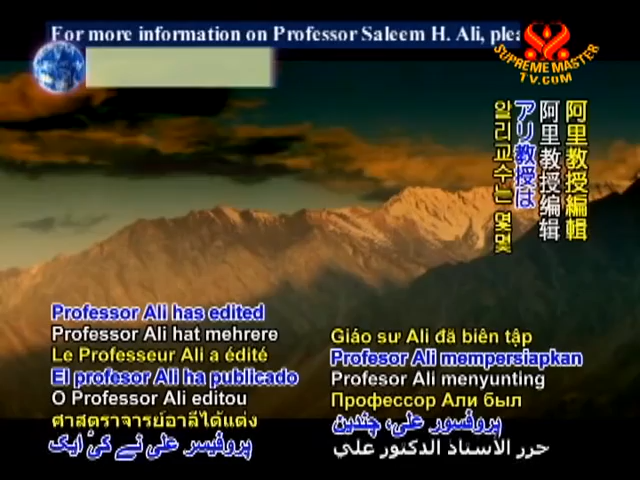 For more information on Professor Saleem H. Ali, plea
SUPREME MASTER
TV.COM
阿里教授編輯
阿里教授编辑
アリ教授は
알리 교수는 몇몇
Professor Ali has edited
Professor Ali hat mehrere
Le Professeur Ali a édité
El profesor Ali ha publicado
O Professor Ali editou
ศาสตราจารย์อาลีได้แต่ง
پروفیسر علی نے کئ ایک
Giáo sư Ali đã biên tập
Profesor Ali mempersiapkan
Profesor Ali menyunting
Профессор Али был
پروفسور علی، چندین
حرر الأستاذ الدكتور علي